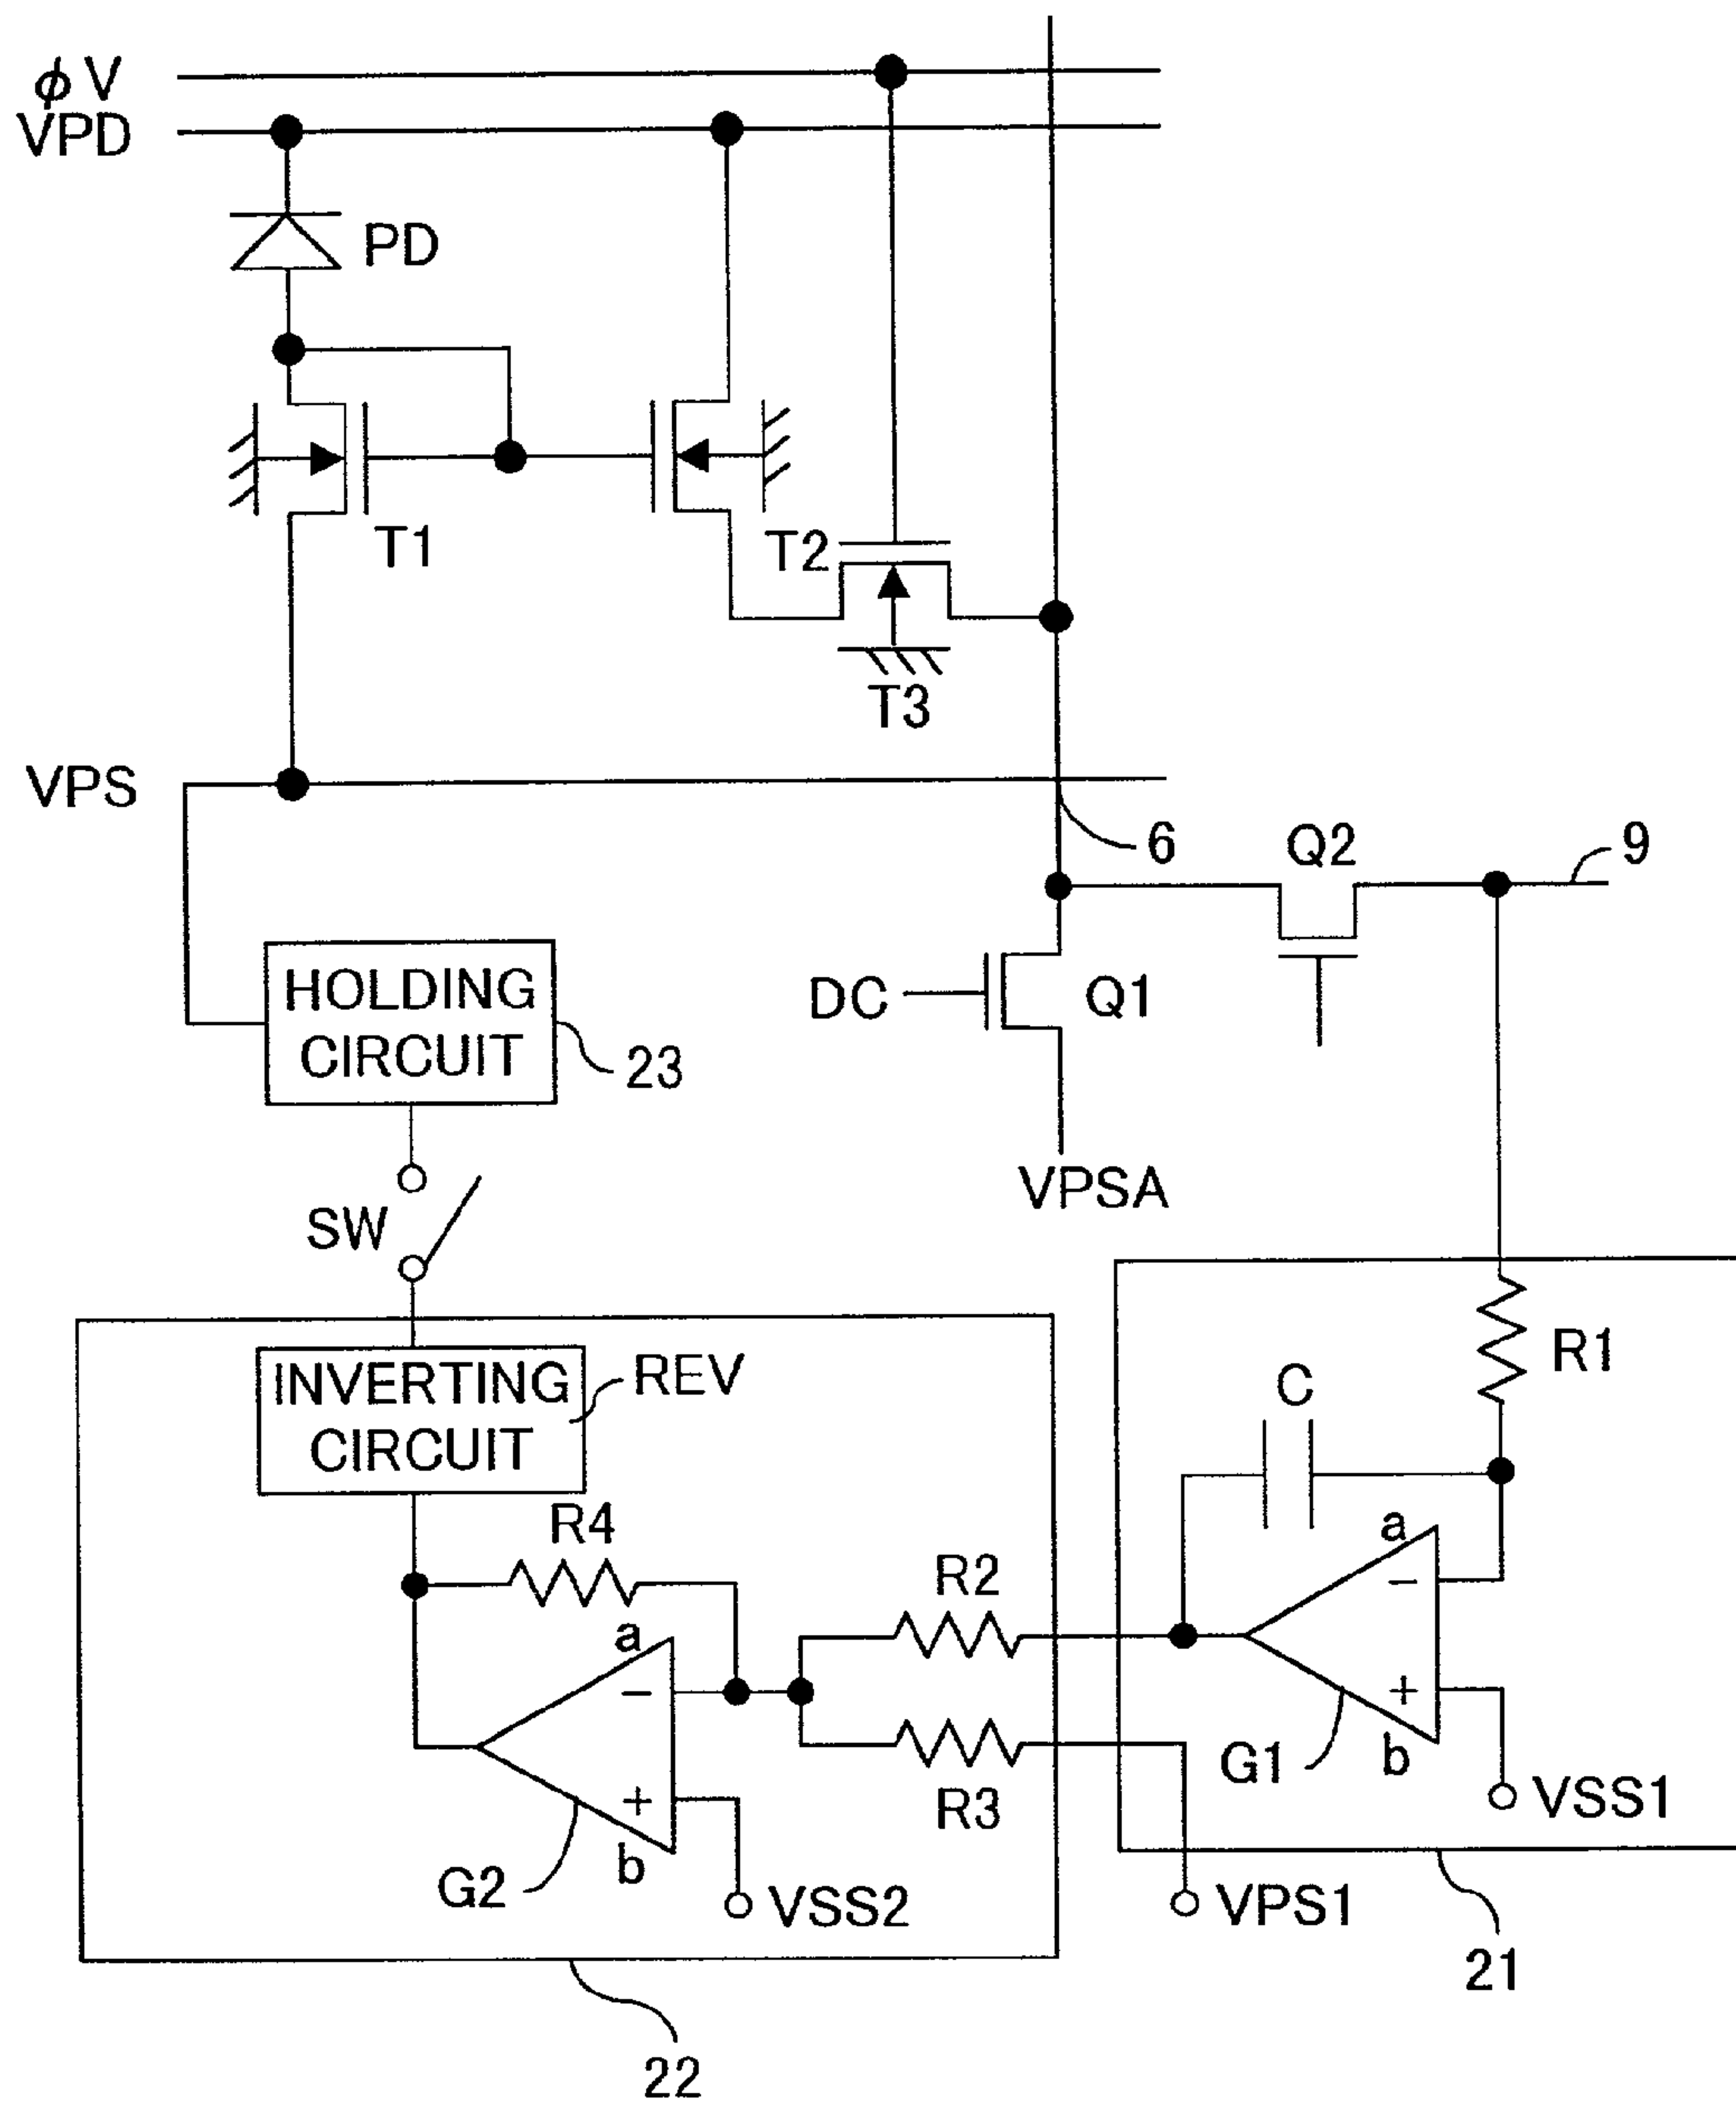 φV
VPD
PD
T1
T2
T3
VPS
6
Q2
9
HOLDING
CIRCUIT
23
DC
Q1
VPSA
SW
INVERTING
CIRCUIT
REV
R1
C
R4
R2
a
−
+
b
G1
VSS1
a
−
+
b
G2
R3
VSS2
VPS1
21
22